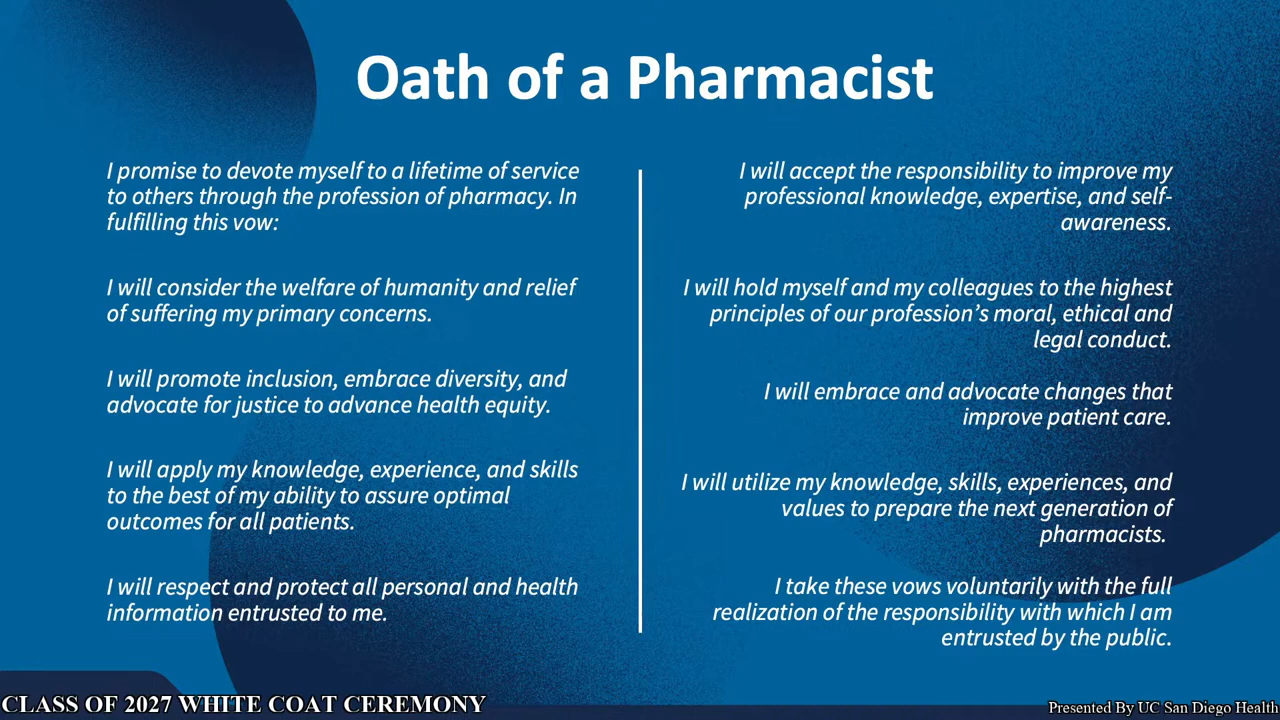 Oath of a Pharmacist
I promise to devote myself to a lifetime of service
to others through the profession of pharmacy. In
fulfilling this vow:
I will consider the welfare of humanity and relief
of suffering my primary concerns.
I will promote inclusion, embrace diversity, and
advocate for justice to advance health equity.
I will apply my knowledge, experience, and skills
to the best of my ability to assure optimal
outcomes for all patients.
I will respect and protect all personal and health
information entrusted to me.
I will accept the responsibility to improve my
professional knowledge, expertise, and self-
awareness.
I will hold myself and my colleagues to the highest
principles of our profession’s moral, ethical and
legal conduct.
I will embrace and advocate changes that
improve patient care.
I will utilize my knowledge, skills, experiences, and
values to prepare the next generation of
pharmacists.
I take these vows voluntarily with the full
realization of the responsibility with which I am
entrusted by the public.
CLASS OF 2027 WHITE COAT CEREMONY
Presented By UC San Diego Health